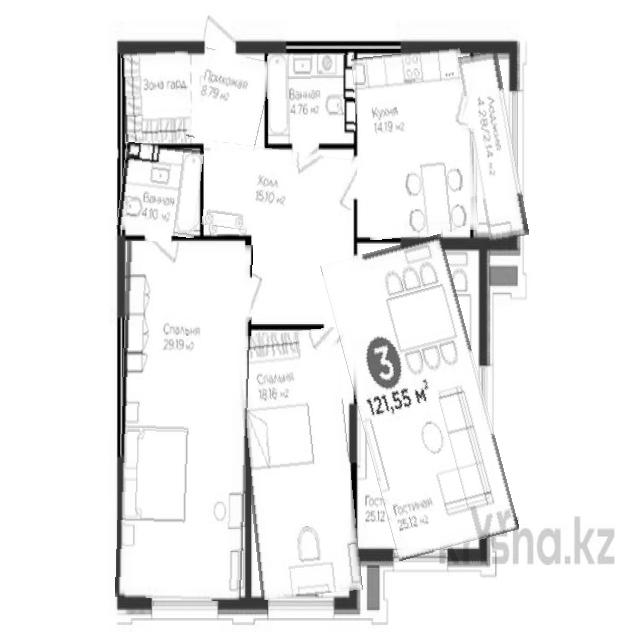 Зона гард.
Прихожая
8.79 м2
Ванная
4.76 м2
Кухня
14.19 м2
Лоджия
4.28/2.14 м2
Ванная
4.10 м2
Холл
15.10 м2
Спальня
29.19 м2
Спальня
18.16 м2
3
121,55 м²
25.12
Гостиная
25.12 м2
krisha.kz